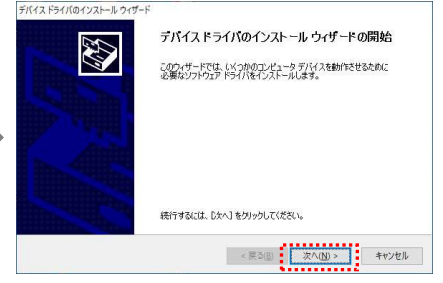 デバイス ドライバのインストール ウィザード
デバイス ドライバのインストール ウィザードの開始
このウィザードでは、いくつかのコンピュータ デバイスを動作させるために
必要なソフトウェア ドライバをインストールします。
続行するには、[次へ] をクリックしてください。
< 戻る(B)
次へ(N) >
キャンセル